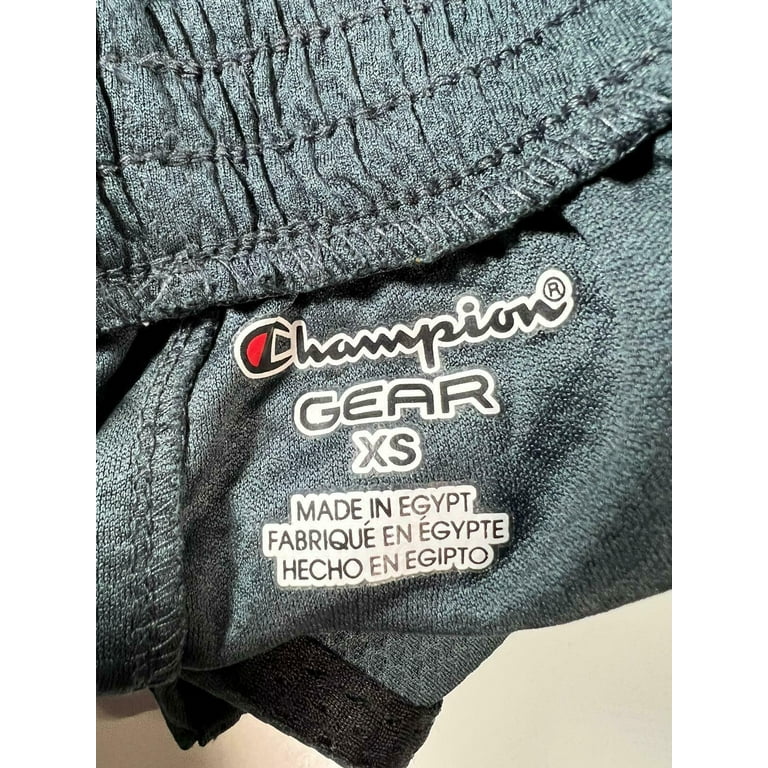 Champion®
GEAR
XS
MADE IN EGYPT
FABRIQUÉ EN ÉGYPTE
HECHO EN EGIPTO